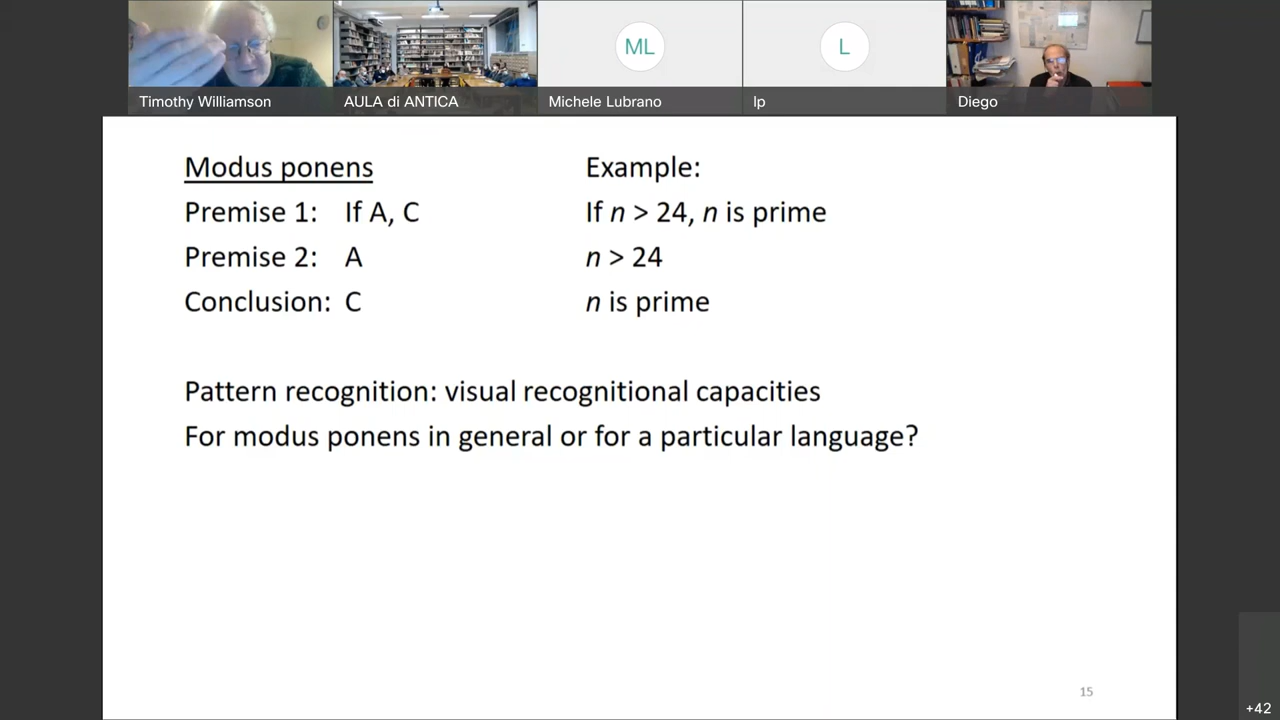 ML
L
Timothy Williamson
AULA di ANTICA
Michele Lubrano
lp
Diego
Modus ponens
Example:
Premise 1: If A, C
If n > 24, n is prime
Premise 2: A
n > 24
Conclusion: C
n is prime
Pattern recognition: visual recognitional capacities
For modus ponens in general or for a particular language?
15
+42